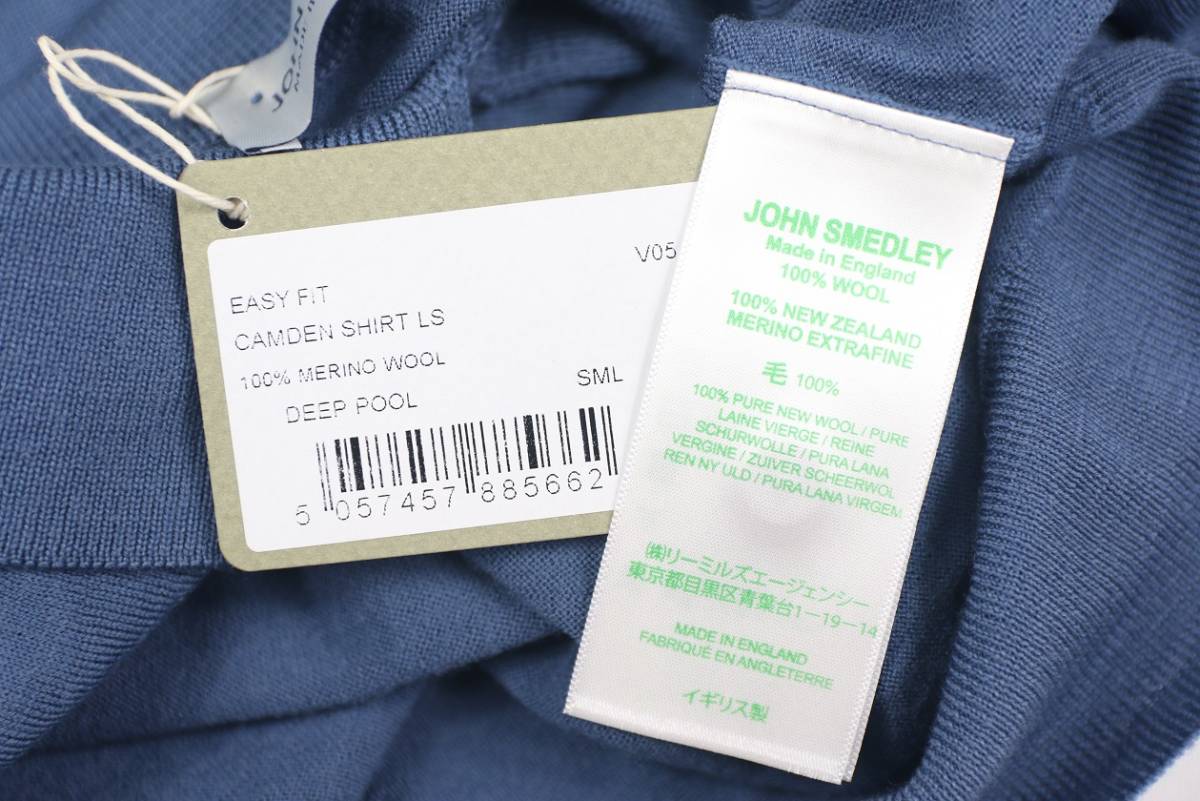 JOHN
MADE
V05
EASY FIT
CAMDEN SHIRT LS
100% MERINO WOOL
SML
DEEP POOL
5 057457 885662
JOHN SMEDLEY
Made in England
100% WOOL
100% NEW ZEALAND
MERINO EXTRAFINE
毛 100%
100% PURE NEW WOOL / PURE
LAINE VIERGE / REINE
SCHURWOLLE / PURA LANA
VERGINE / ZUIVER SCHEERWOL
REN NY ULD / PURA LANA VIRGEM
㈱リーミルズエージェンシー
東京都目黒区青葉台1-19-14
MADE IN ENGLAND
FABRIQUÉ EN ANGLETERRE
イギリス製